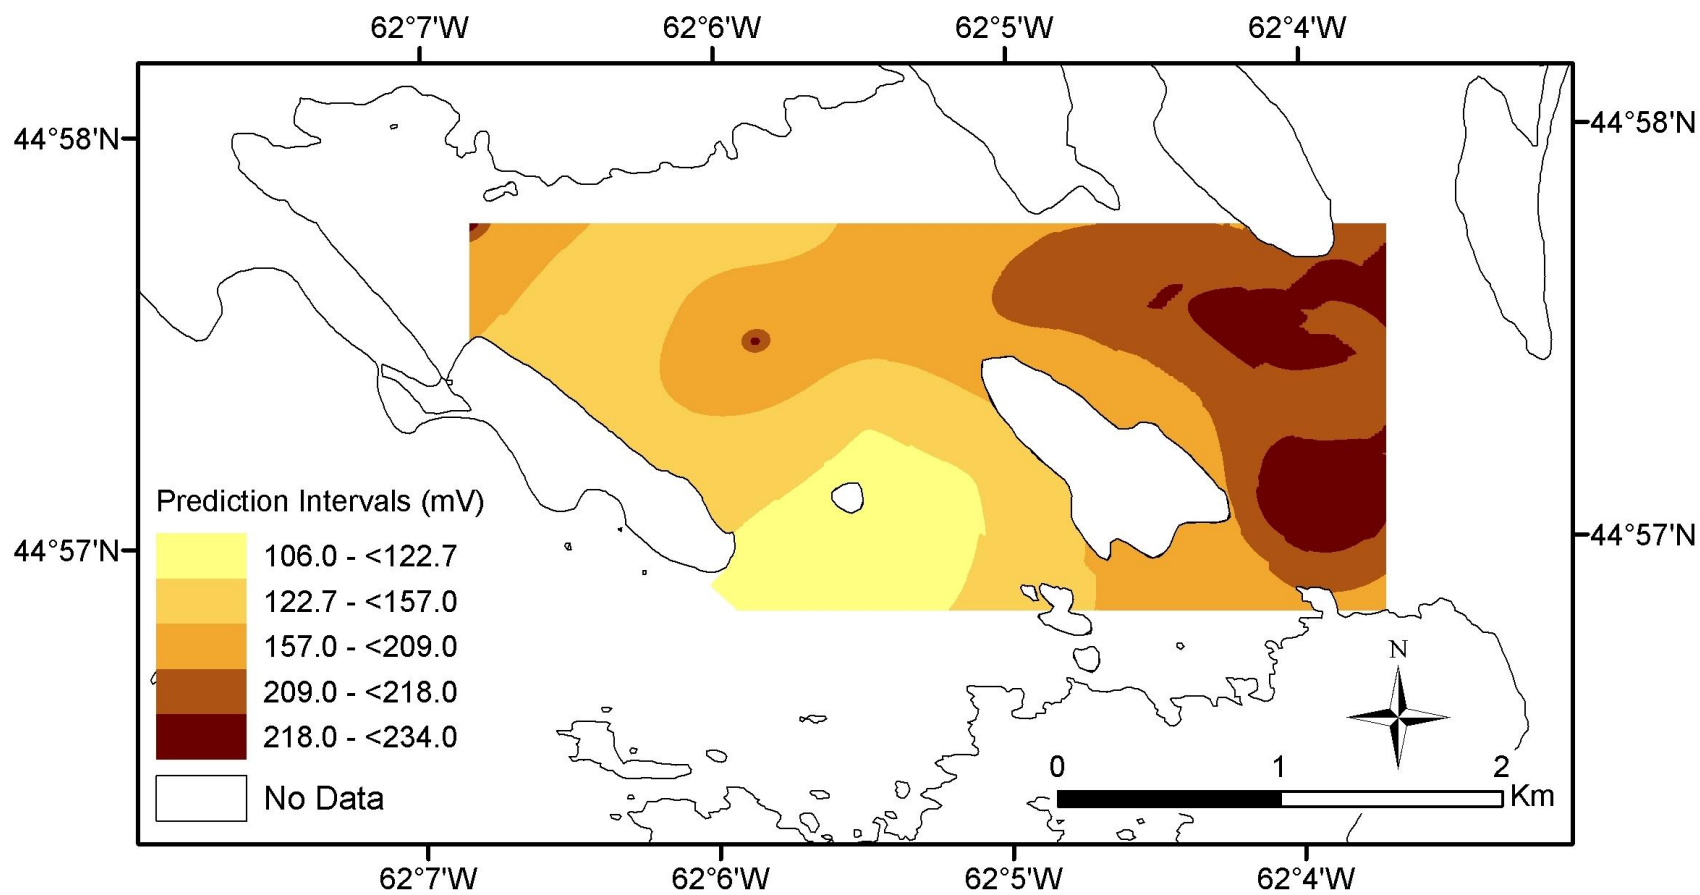 62°7'W 62°6'W 62°5'W 62°4'W
44°58'N 44°58'N
Prediction Intervals (mV)
106.0 - <122.7
122.7 - <157.0
157.0 - <209.0
209.0 - <218.0
218.0 - <234.0
No Data
44°57'N 44°57'N
N
0 1 2
Km
62°7'W 62°6'W 62°5'W 62°4'W